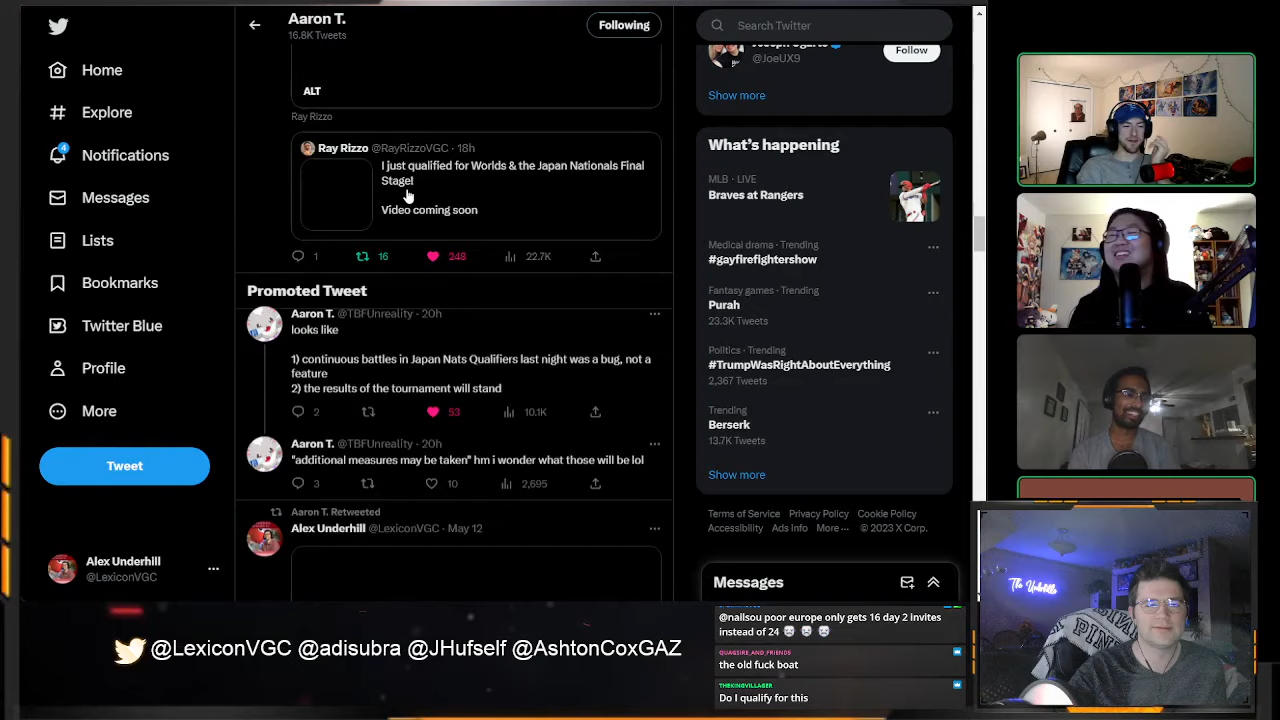 Home
Explore
4
Notifications
Messages
Lists
Bookmarks
Twitter Blue
Profile
More
Tweet
Alex Underhill
@LexiconVGC
Aaron T.
16.8K Tweets
Following
ALT
Ray Rizzo
Ray Rizzo @RayRizzoVGC · 18h
I just qualified for Worlds & the Japan Nationals Final
Stage!
Video coming soon
1 16 248 22.7K
Promoted Tweet
Aaron T. @TBFUnreality · 20h
looks like
1) continuous battles in Japan Nats Qualifiers last night was a bug, not a
feature
2) the results of the tournament will stand
2 53 10.1K
Aaron T. @TBFUnreality · 20h
"additional measures may be taken" hm i wonder what those will be lol
3 10 2,695
Aaron T. Retweeted
Alex Underhill @LexiconVGC · May 12
Search Twitter
@JoeUX9
Follow
Show more
What's happening
MLB · LIVE
Braves at Rangers
Medical drama · Trending
#gayfirefightershow
Fantasy games · Trending
Purah
23.3K Tweets
Politics · Trending
#TrumpWasRightAboutEverything
2,367 Tweets
Trending
Berserk
13.7K Tweets
Show more
Terms of Service Privacy Policy Cookie Policy
Accessibility Ads Info More ··· © 2023 X Corp.
Messages
@nailsou poor europe only gets 16 day 2 invites
instead of 24
QUAGSIRE_AND_FRIENDS
the old fuck boat
THEKINGVILLAGER
Do I qualify for this
The Underhills
@LexiconVGC @adisubra @JHufself @AshtonCoxGAZ